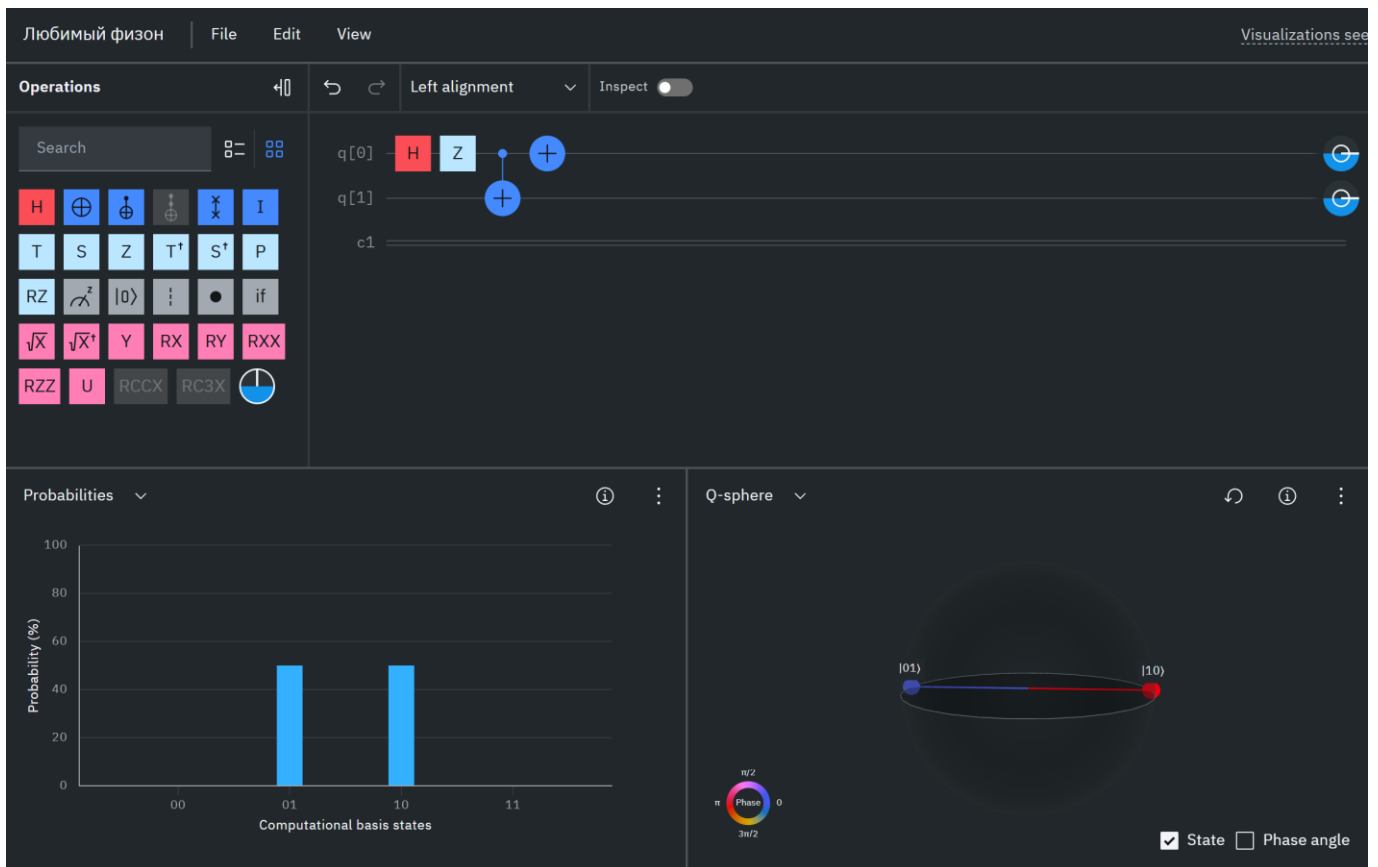 Любимый физон File Edit View Visualizations see
Operations Left alignment Inspect
Search
q[0] H Z +
q[1] +
c1
H I
T S Z T† S† P
RZ z |0⟩ if
√X √X† Y RX RY RXX
RZZ U RCCX RC3X
Probabilities
Probability (%)
100
80
60
40
20
0
00 01 10 11
Computational basis states
Q-sphere
|01⟩ |10⟩
π/2
π Phase 0
3π/2
State Phase angle